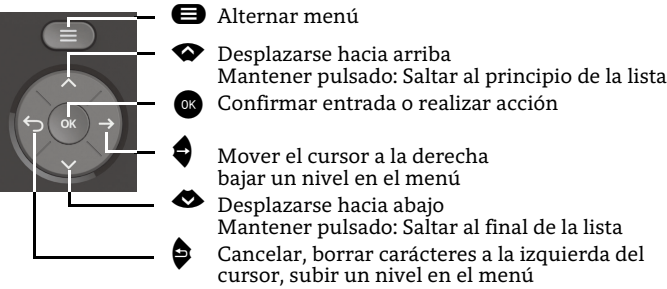 Alternar menú
Desplazarse hacia arriba
Mantener pulsado: Saltar al principio de la lista
OK OK Confirmar entrada o realizar acción
Mover el cursor a la derecha
bajar un nivel en el menú
Desplazarse hacia abajo
Mantener pulsado: Saltar al final de la lista
Cancelar, borrar carácteres a la izquierda del
cursor, subir un nivel en el menú